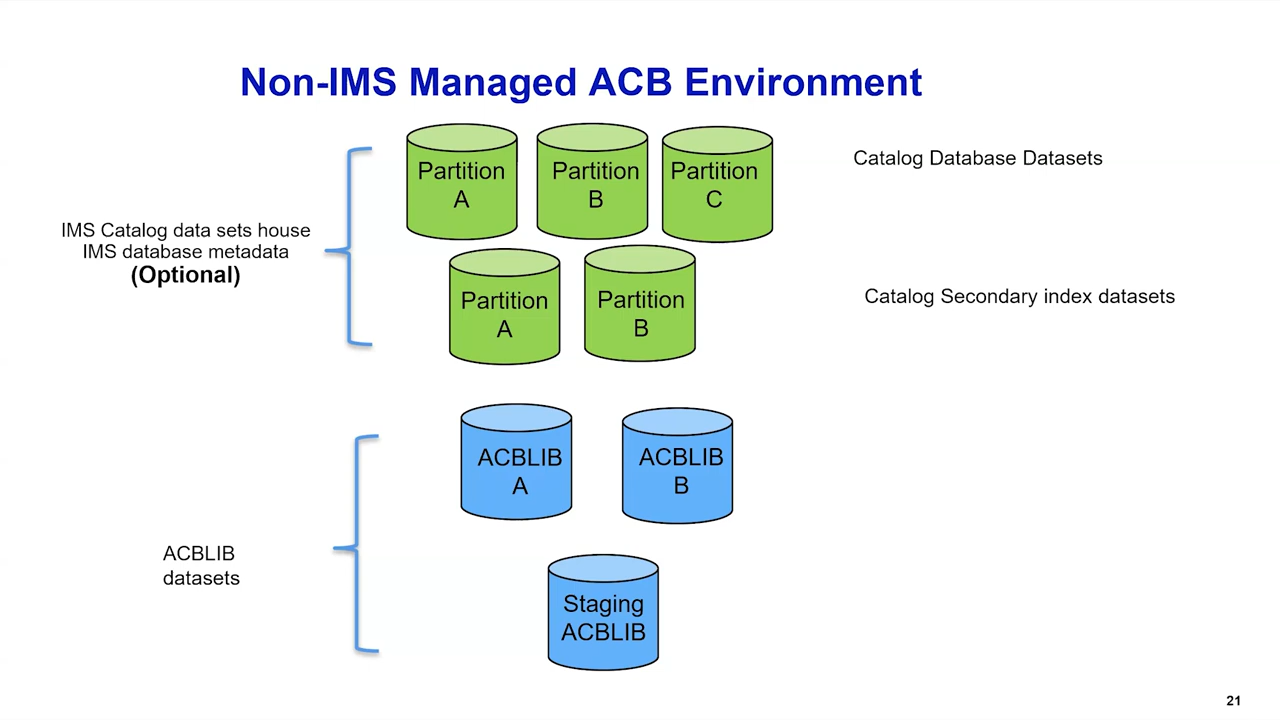 Non-IMS Managed ACB Environment
Partition
A
Partition
B
Partition
C
Catalog Database Datasets
IMS Catalog data sets house
IMS database metadata
(Optional)
Partition
A
Partition
B
Catalog Secondary index datasets
ACBLIB
A
ACBLIB
B
ACBLIB
datasets
Staging
ACBLIB
21